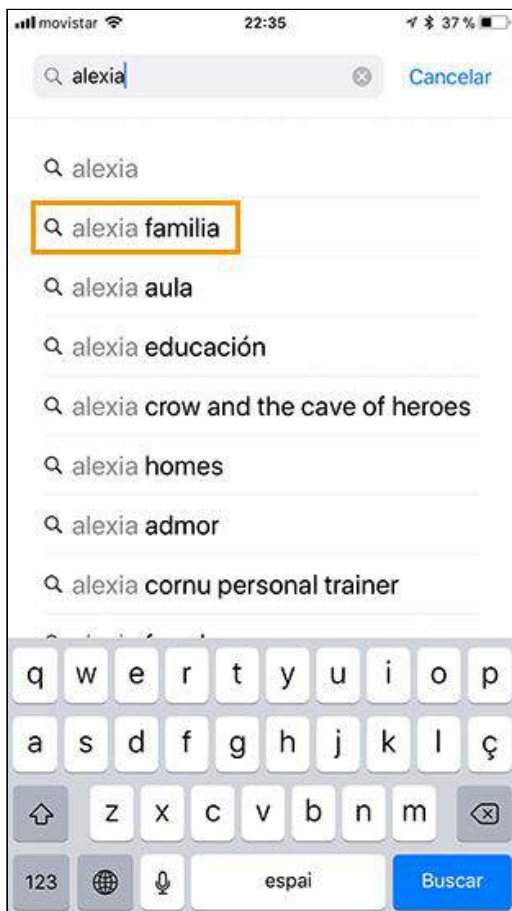 movistar 22:35 37 %
alexia Cancelar
alexia
alexia familia
alexia aula
alexia educación
alexia crow and the cave of heroes
alexia homes
alexia admor
alexia cornu personal trainer
q w e r t y u i o p
a s d f g h j k l ç
z x c v b n m
123 espai Buscar